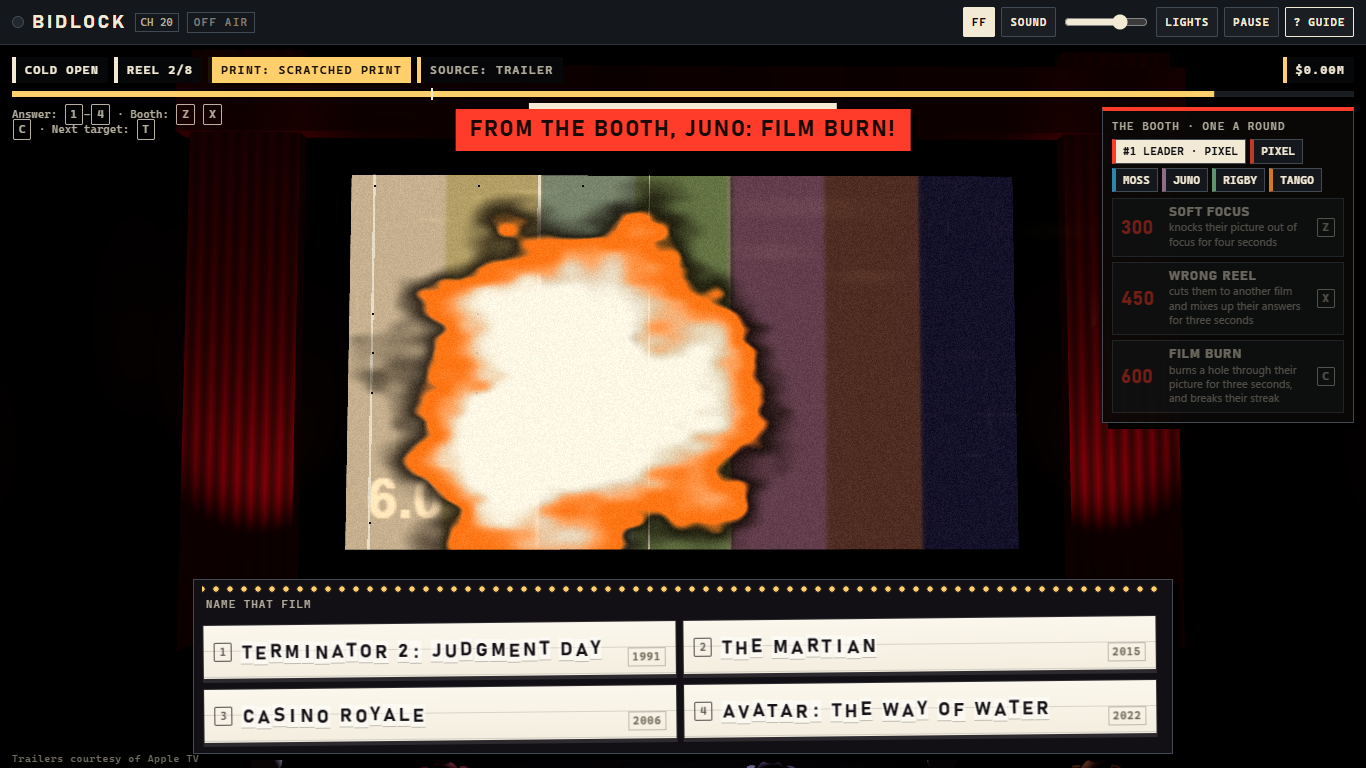 BIDLOCK CH 20 OFF AIR FF SOUND LIGHTS PAUSE ? GUIDE
COLD OPEN REEL 2/8 PRINT: SCRATCHED PRINT SOURCE: TRAILER $0.00M
Answer: 1-4 · Booth: Z X
C · Next target: T
FROM THE BOOTH, JUNO: FILM BURN!
THE BOOTH · ONE A ROUND
#1 LEADER · PIXEL PIXEL
MOSS JUNO RIGBY TANGO
300 SOFT FOCUS Z
knocks their picture out of
focus for four seconds
450 WRONG REEL X
cuts them to another film
and mixes up their answers
for three seconds
600 FILM BURN C
burns a hole through their
picture for three seconds,
and breaks their streak
NAME THAT FILM
1 TERMINATOR 2: JUDGMENT DAY 1991
2 THE MARTIAN 2015
3 CASINO ROYALE 2006
4 AVATAR: THE WAY OF WATER 2022
Trailers courtesy of Apple TV